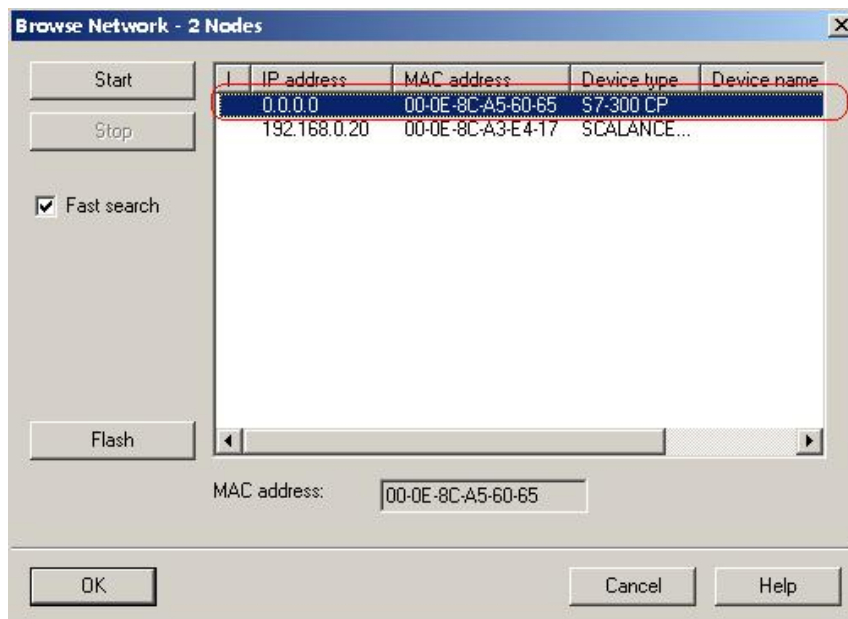 Browse Network - 2 Nodes
Start
Stop
Fast search
Flash
I IP address MAC address Device type Device name
0.0.0.0 00-0E-8C-A5-60-65 S7-300 CP
192.168.0.20 00-0E-8C-A3-E4-17 SCALANCE...
MAC address: 00-0E-8C-A5-60-65
OK Cancel Help